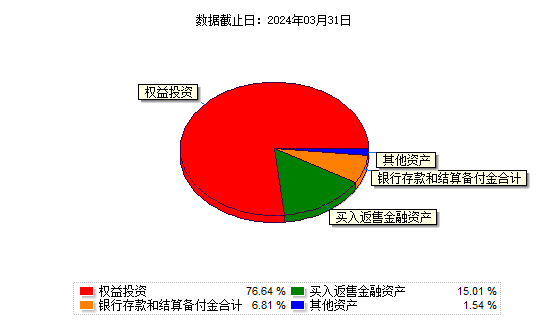 数据截止日：2024年03月31日
权益投资
其他资产
银行存款和结算备付金合计
买入返售金融资产
权益投资 76.64 % 买入返售金融资产 15.01 %
银行存款和结算备付金合计 6.81 % 其他资产 1.54 %